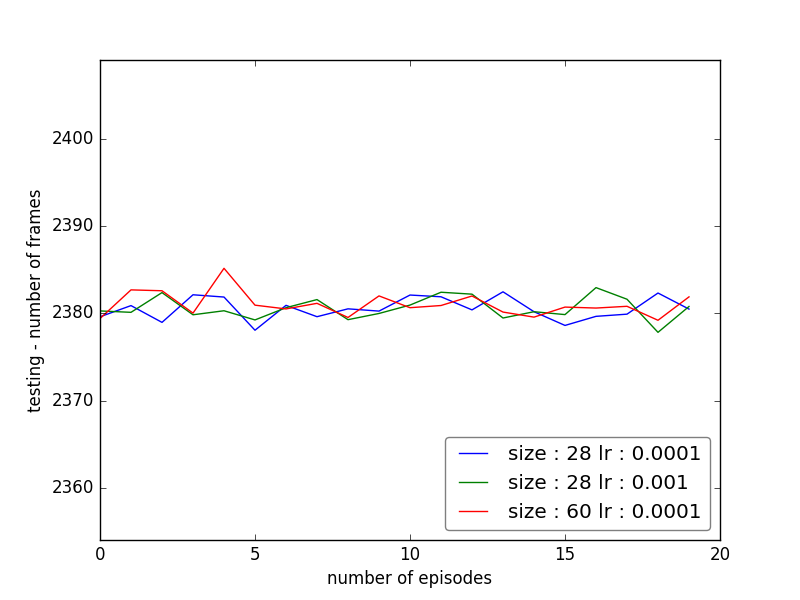 2400
2390
2380
2370
2360
testing - number of frames
size : 28 lr : 0.0001
size : 28 lr : 0.001
size : 60 lr : 0.0001
0 5 10 15 20
number of episodes